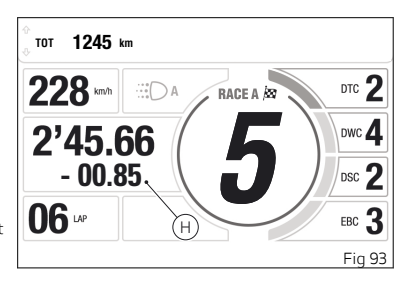 TOT 1245 km
228 km/h
A
RACE A
DTC 2
2'45.66
- 00.85.
5
DWC 4
DSC 2
06 LAP
H
EBC 3
t
Fig 93